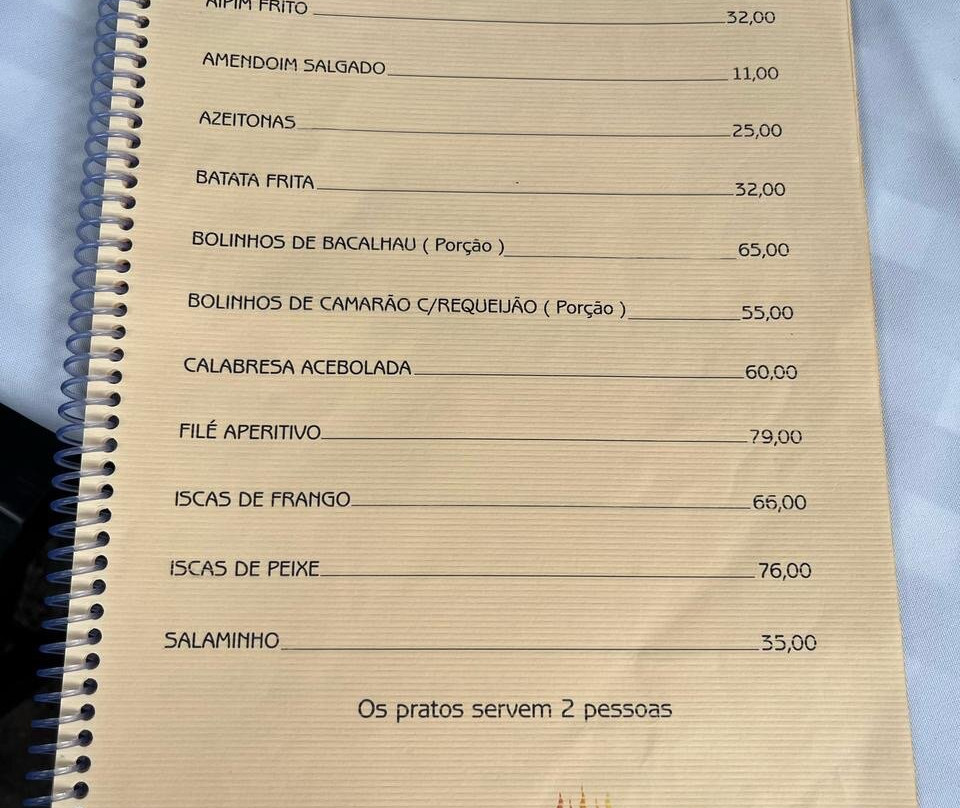 AIPIM FRITO 32,00
AMENDOIM SALGADO 11,00
AZEITONAS 25,00
BATATA FRITA 32,00
BOLINHOS DE BACALHAU ( Porção ) 65,00
BOLINHOS DE CAMARÃO C/REQUEIJÃO ( Porção ) 55,00
CALABRESA ACEBOLADA 60,00
FILÉ APERITIVO 79,00
ISCAS DE FRANGO 66,00
ISCAS DE PEIXE 76,00
SALAMINHO 35,00
Os pratos servem 2 pessoas